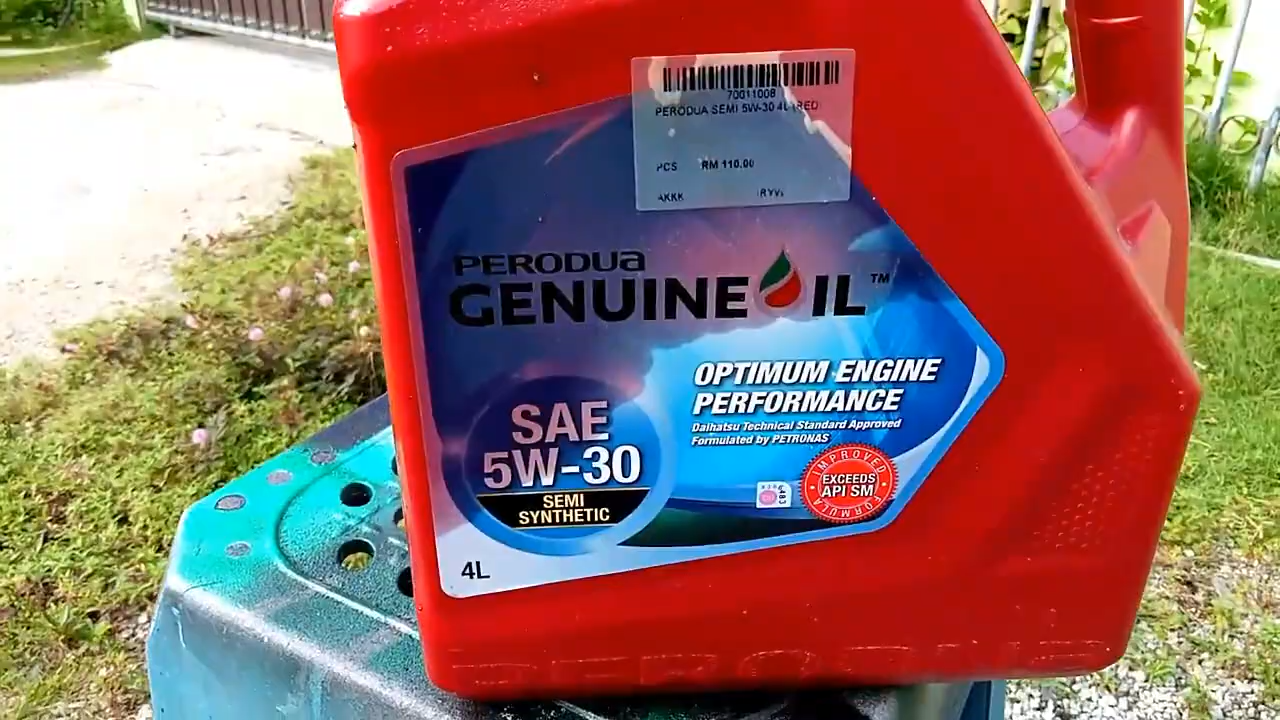 70011008
PERODUA SEMI 5W-30 4L (RED)
PCS RM 110.00
PERODUA
GENUINE OIL™
OPTIMUM ENGINE
PERFORMANCE
Daihatsu Technical Standard Approved
Formulated by PETRONAS
SAE
5W-30
SEMI
SYNTHETIC
IMPROVED
EXCEEDS
API SM
FORMULA
4L